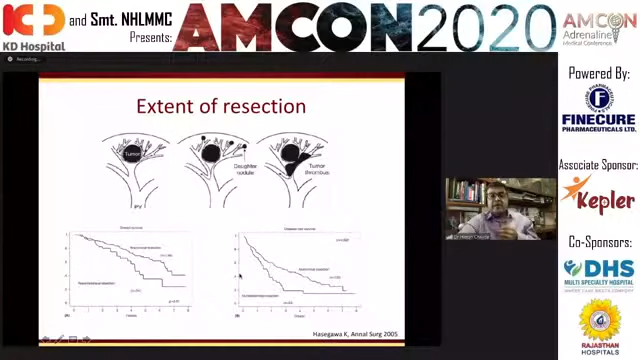 KD
KD Hospital
and Smt. NHLMMC
Presents:
AMCON2020
AMCON
Adrenaline
Medical Conference
Recording...
Extent of resection
Tumor
PV
Daughter
nodule
Tumor
thrombus
Hasegawa K, Annal Surg 2005
Powered By:
FINECURE
PHARMACEUTICALS LTD.
Associate Sponsor:
Kepler
Co-Sponsors:
DHS
MULTI SPECIALTY HOSPITAL
RAJASTHAN
HOSPITALS